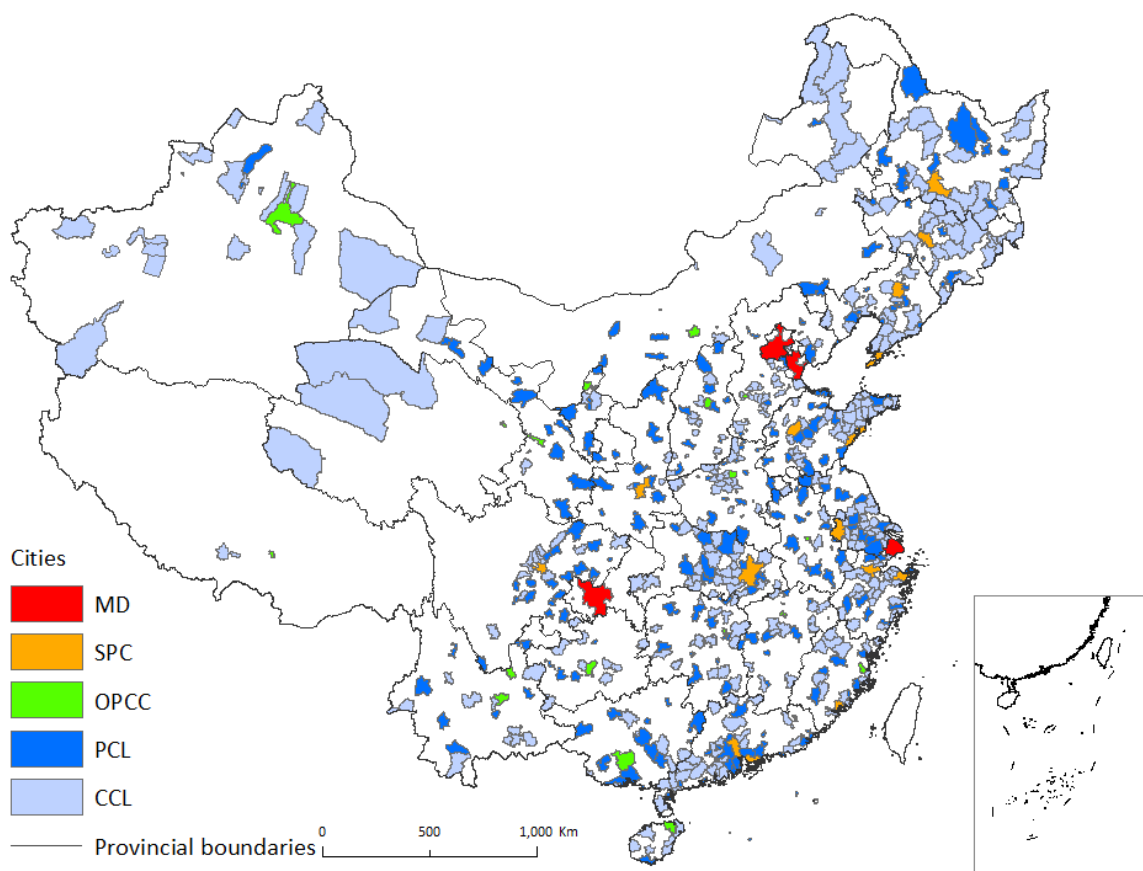 Cities
MD
SPC
OPCC
PCL
CCL
Provincial boundaries
0 500 1,000 Km